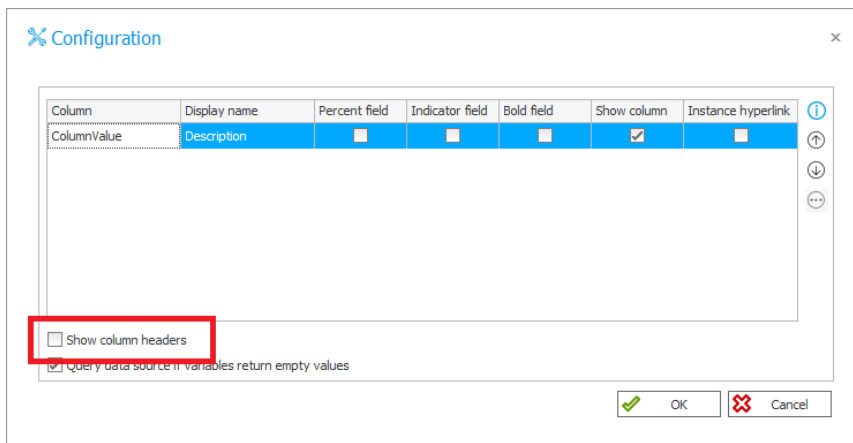 Configuration
Column Display name Percent field Indicator field Bold field Show column Instance hyperlink
ColumnValue Description
Show column headers
Query data source if variables return empty values
OK Cancel